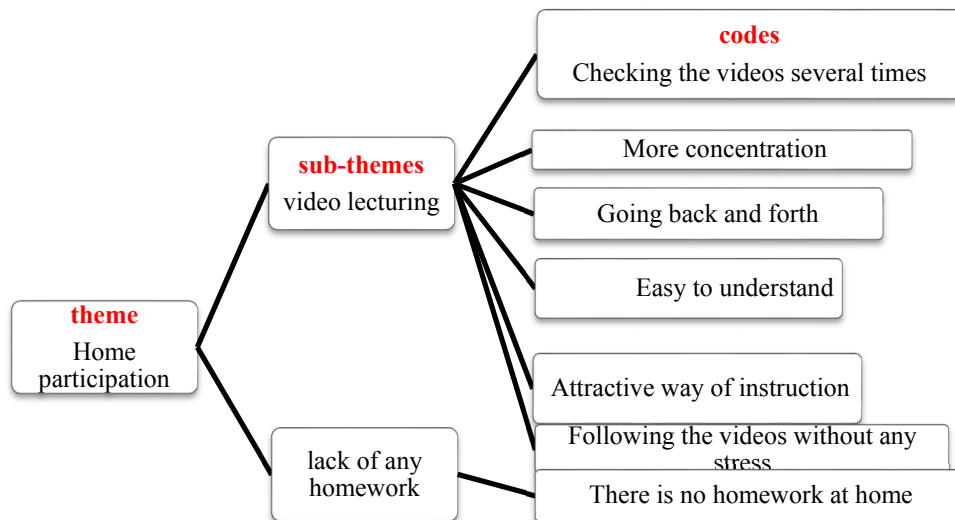 codes
Checking the videos several times
sub-themes
video lecturing
More concentration
Going back and forth
Easy to understand
theme
Home
participation
Attractive way of instruction
Following the videos without any
stress
lack of any
homework
There is no homework at home